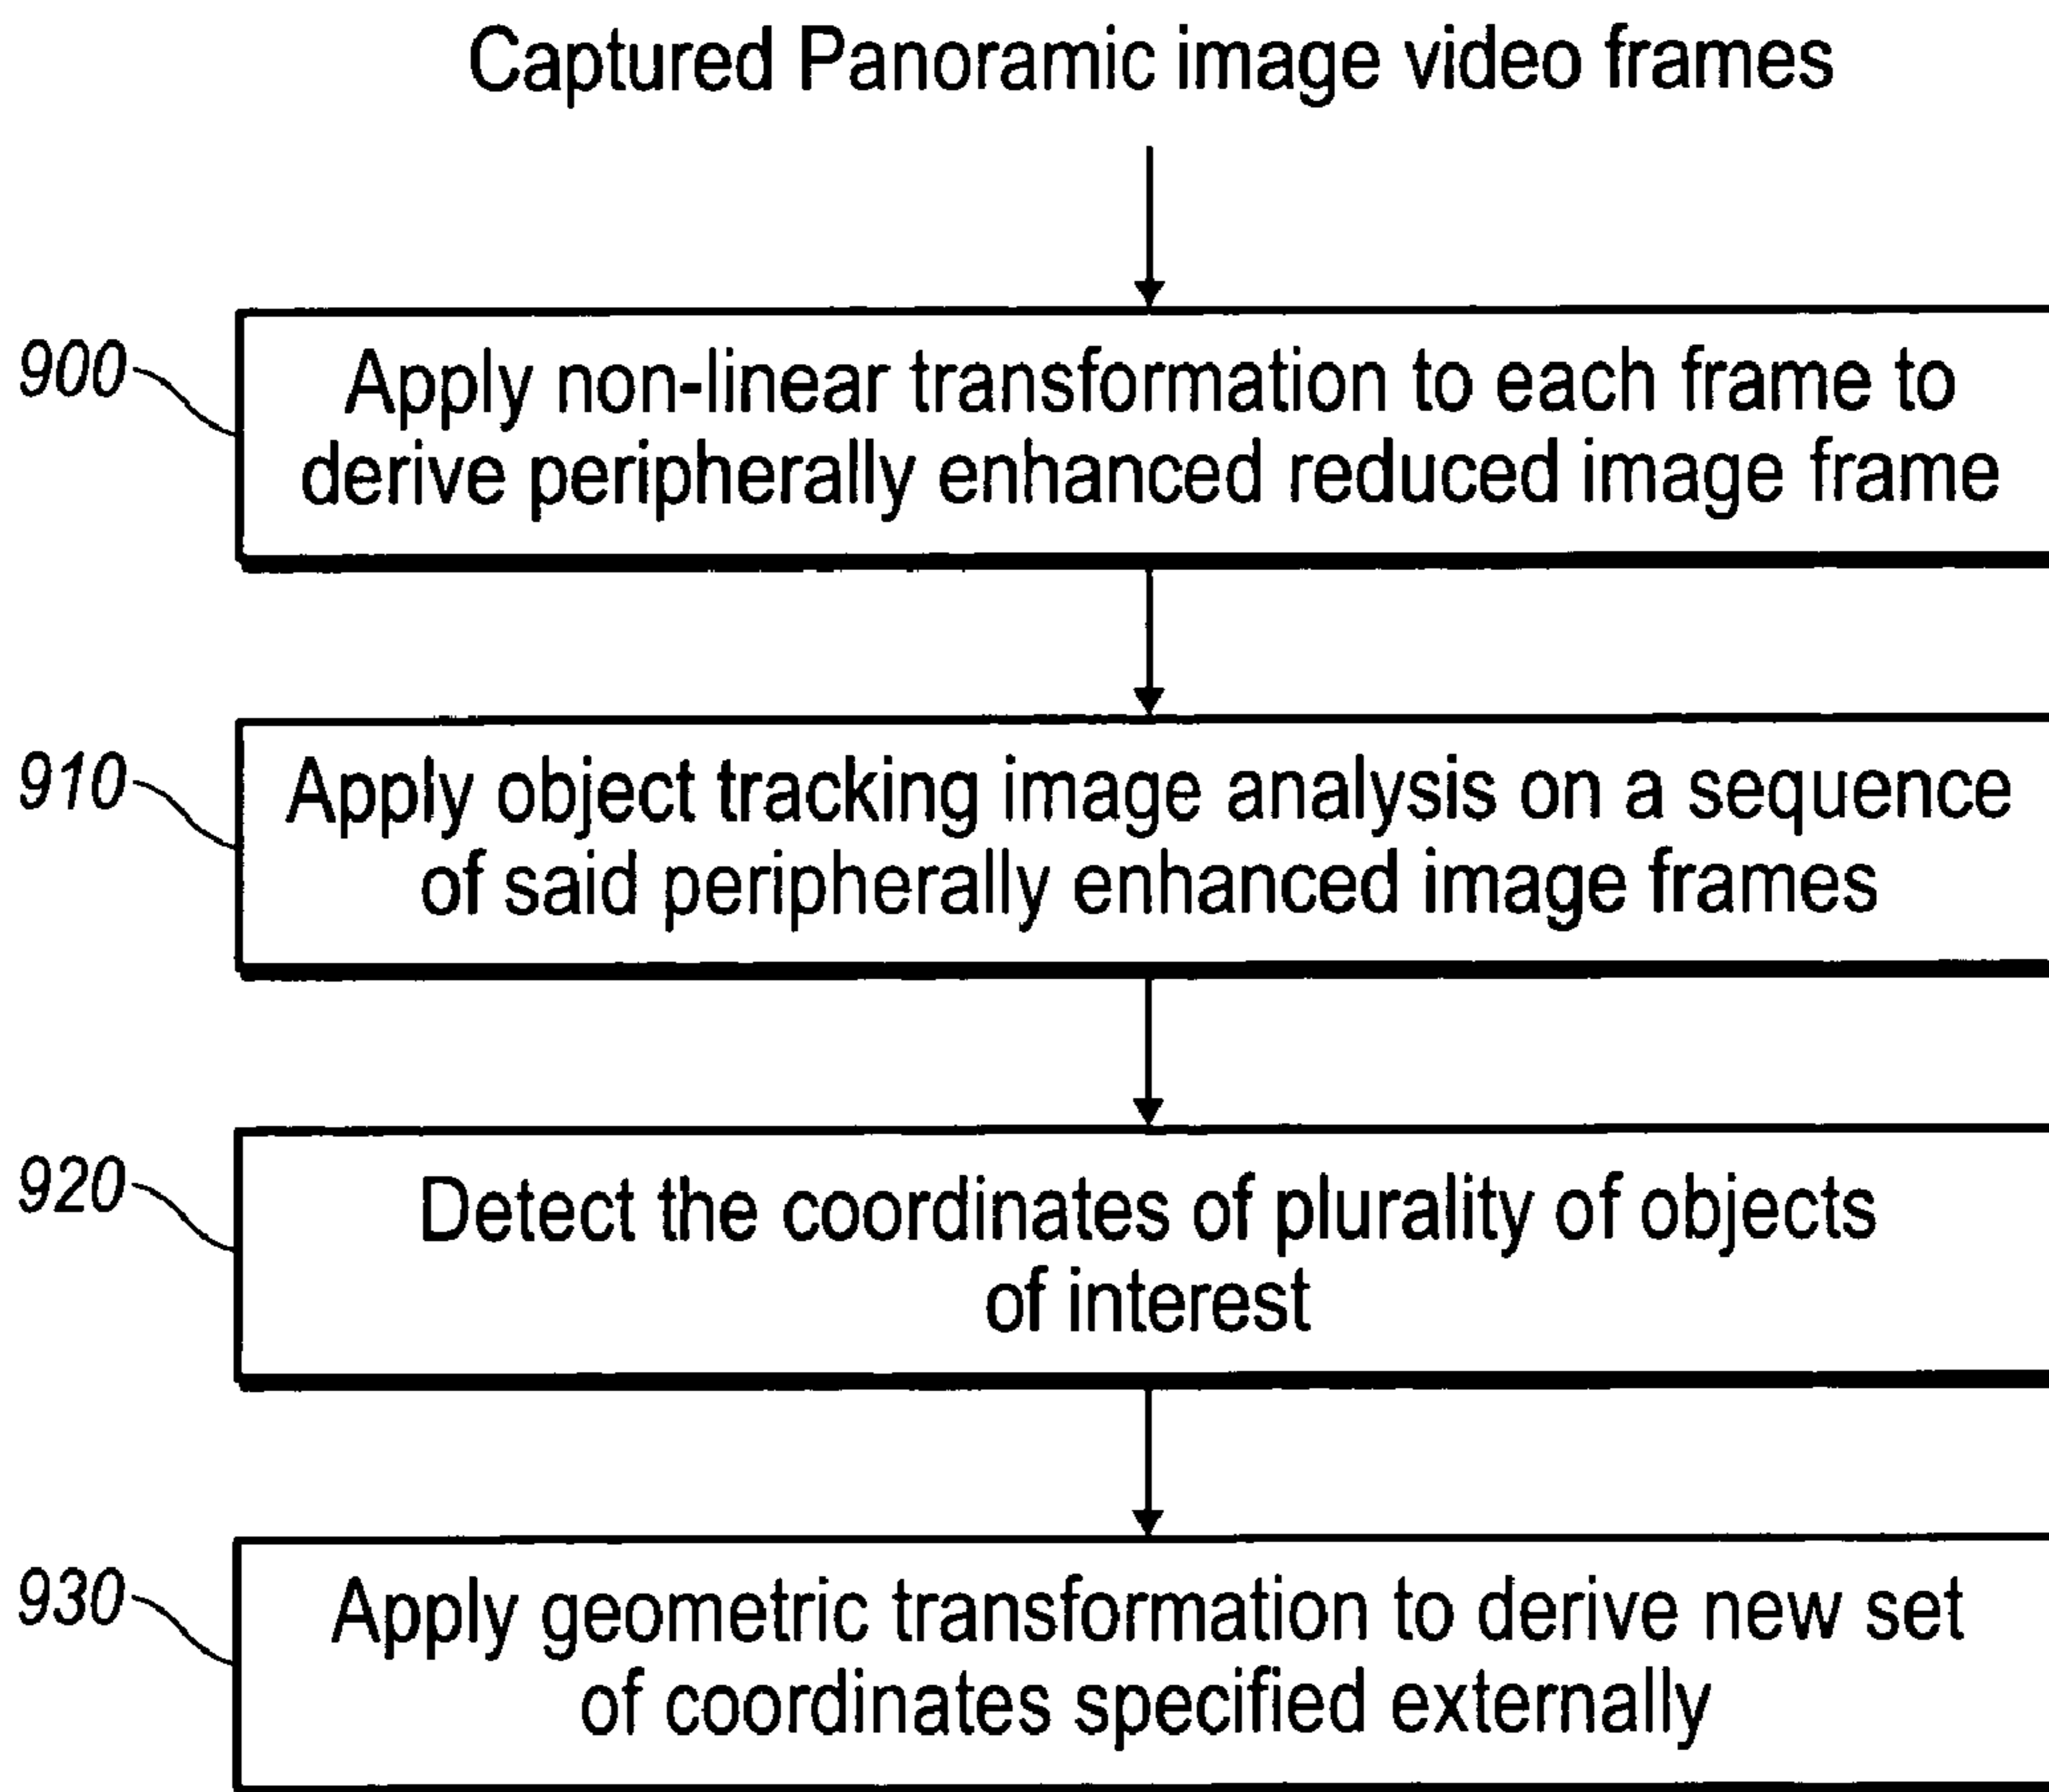 Captured Panoramic image video frames
900
Apply non-linear transformation to each frame to
derive peripherally enhanced reduced image frame
910
Apply object tracking image analysis on a sequence
of said peripherally enhanced image frames
920
Detect the coordinates of plurality of objects
of interest
930
Apply geometric transformation to derive new set
of coordinates specified externally